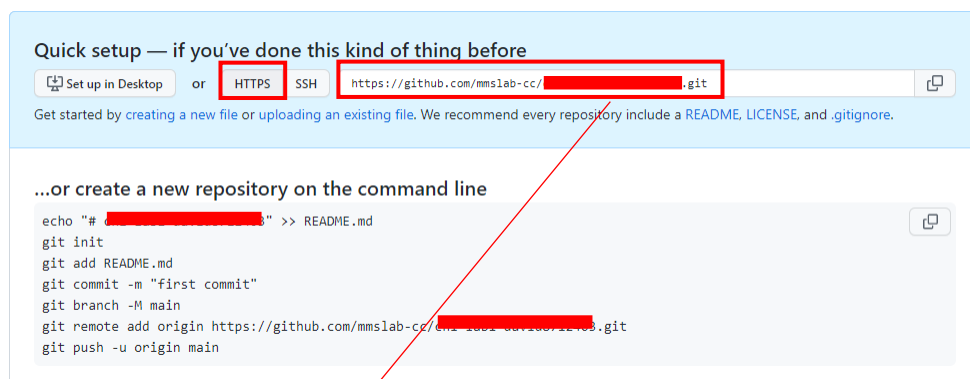 Quick setup — if you've done this kind of thing before
Set up in Desktop or HTTPS SSH https://github.com/mmslab-cc/ .git
Get started by creating a new file or uploading an existing file. We recommend every repository include a README, LICENSE, and .gitignore.
…or create a new repository on the command line
echo "# " >> README.md
git init
git add README.md
git commit -m "first commit"
git branch -M main
git remote add origin https://github.com/mmslab-cc/ .git
git push -u origin main